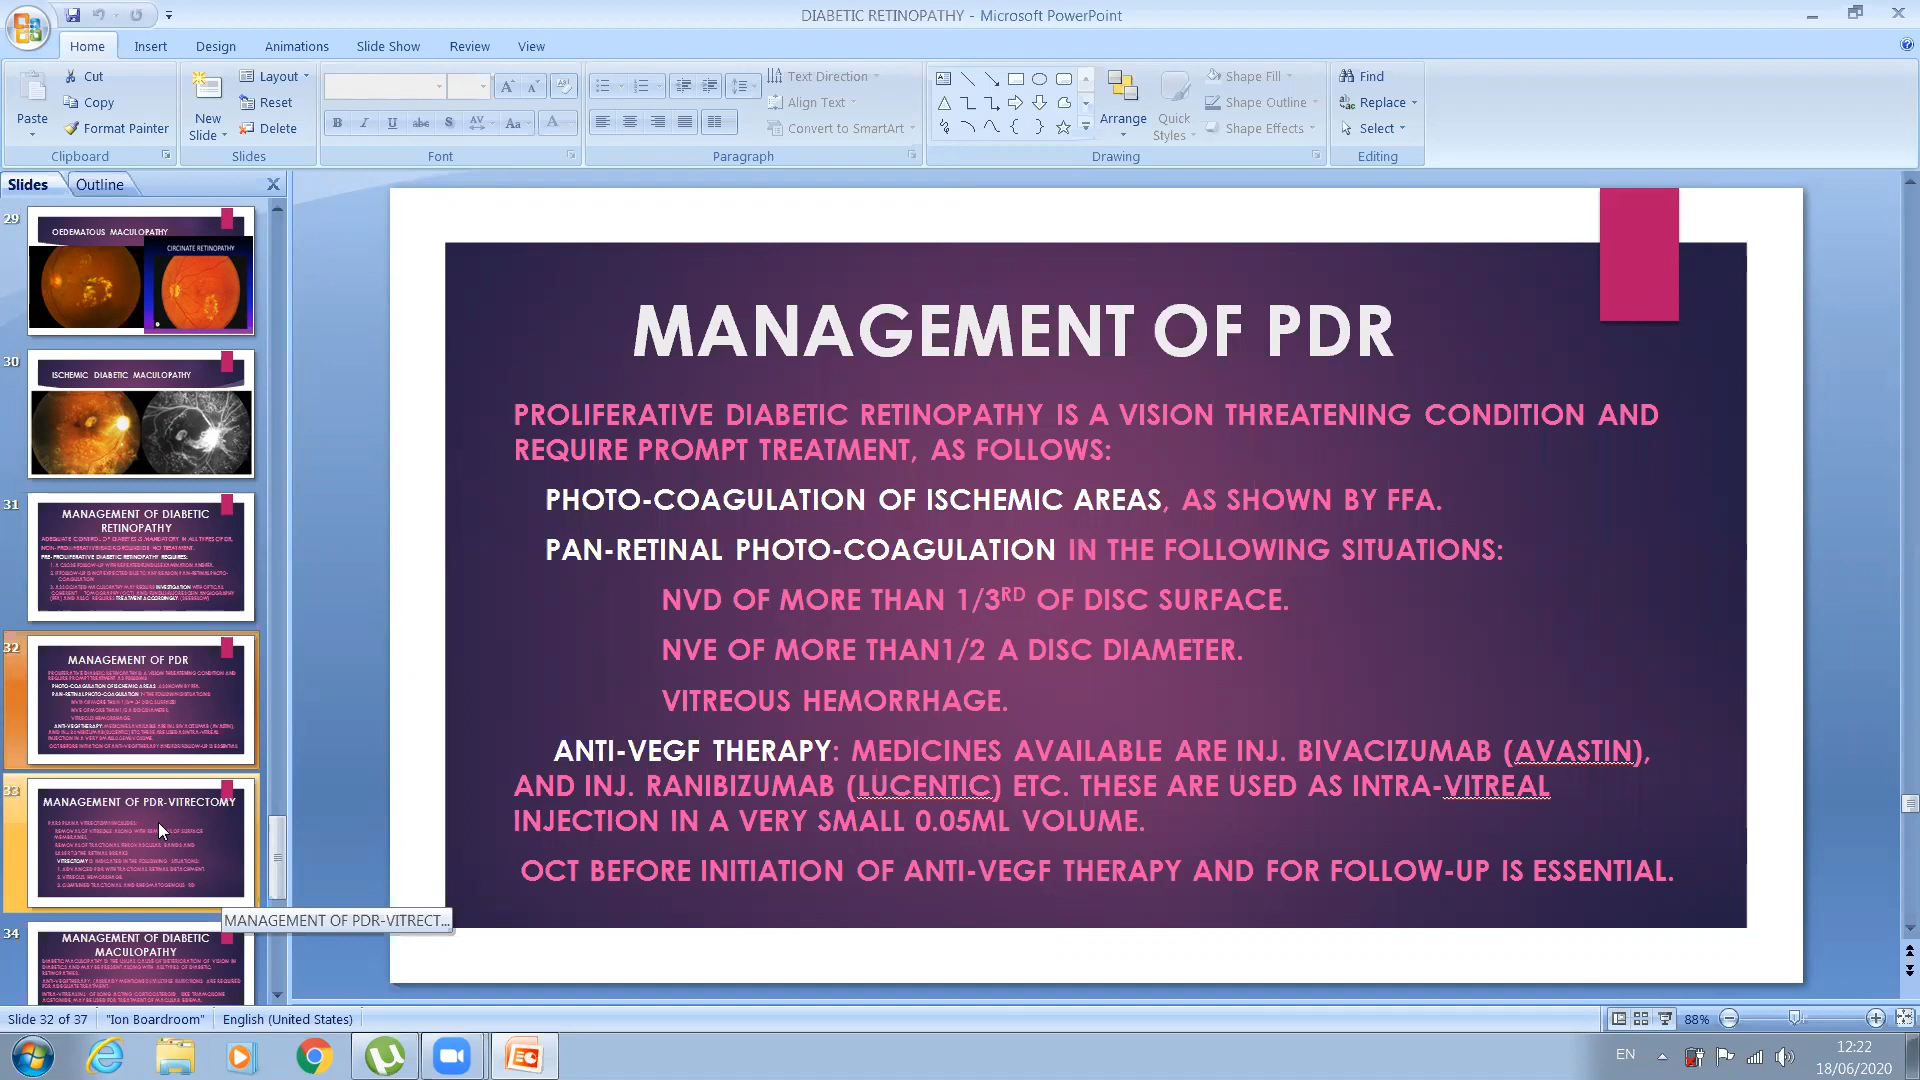 DIABETIC RETINOPATHY - Microsoft PowerPoint
Home Insert Design Animations Slide Show Review View
Paste
Cut
Copy
Format Painter
Clipboard
New
Slide
Layout
Reset
Delete
Slides
Font
Text Direction
Align Text
Convert to SmartArt
Paragraph
Arrange
Quick
Styles
Shape Fill
Shape Outline
Shape Effects
Drawing
Find
Replace
Select
Editing
Slides Outline
29
OEDEMATOUS MACULOPATHY
CIRCINATE RETINOPATHY
30
ISCHEMIC DIABETIC MACULOPATHY
31
MANAGEMENT OF DIABETIC
RETINOPATHY
32
MANAGEMENT OF PDR
33
MANAGEMENT OF PDR-VITRECTOMY
MANAGEMENT OF PDR-VITRECT...
34
MANAGEMENT OF DIABETIC
MACULOPATHY
MANAGEMENT OF PDR
PROLIFERATIVE DIABETIC RETINOPATHY IS A VISION THREATENING CONDITION AND
REQUIRE PROMPT TREATMENT, AS FOLLOWS:
PHOTO-COAGULATION OF ISCHEMIC AREAS, AS SHOWN BY FFA.
PAN-RETINAL PHOTO-COAGULATION IN THE FOLLOWING SITUATIONS:
NVD OF MORE THAN 1/3RD OF DISC SURFACE.
NVE OF MORE THAN1/2 A DISC DIAMETER.
VITREOUS HEMORRHAGE.
ANTI-VEGF THERAPY: MEDICINES AVAILABLE ARE INJ. BIVACIZUMAB (AVASTIN),
AND INJ. RANIBIZUMAB (LUCENTIC) ETC. THESE ARE USED AS INTRA-VITREAL
INJECTION IN A VERY SMALL 0.05ML VOLUME.
OCT BEFORE INITIATION OF ANTI-VEGF THERAPY AND FOR FOLLOW-UP IS ESSENTIAL.
Slide 32 of 37 "Ion Boardroom" English (United States)
88%
EN
12:22
18/06/2020